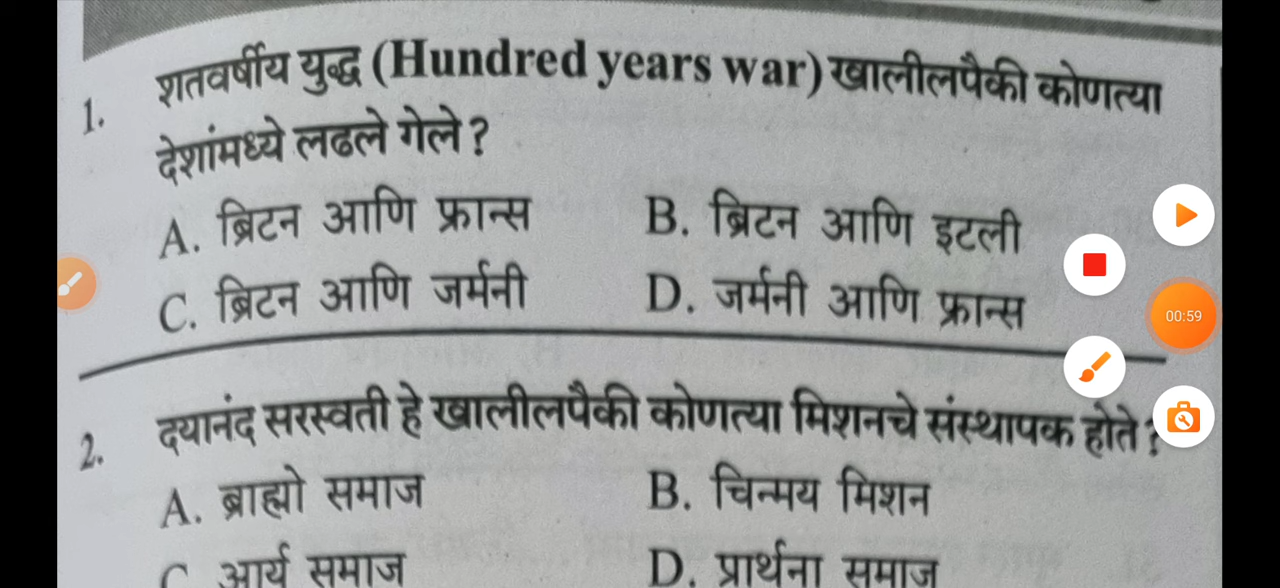 1. शतवर्षीय युद्ध (Hundred years war) खालीलपैकी कोणत्या
देशांमध्ये लढले गेले ?
A. ब्रिटन आणि फ्रान्स B. ब्रिटन आणि इटली
C. ब्रिटन आणि जर्मनी D. जर्मनी आणि फ्रान्स
00:59
2. दयानंद सरस्वती हे खालीलपैकी कोणत्या मिशनचे संस्थापक होते ?
A. ब्राह्मो समाज B. चिन्मय मिशन
C आर्य समाज D. प्रार्थना समाज